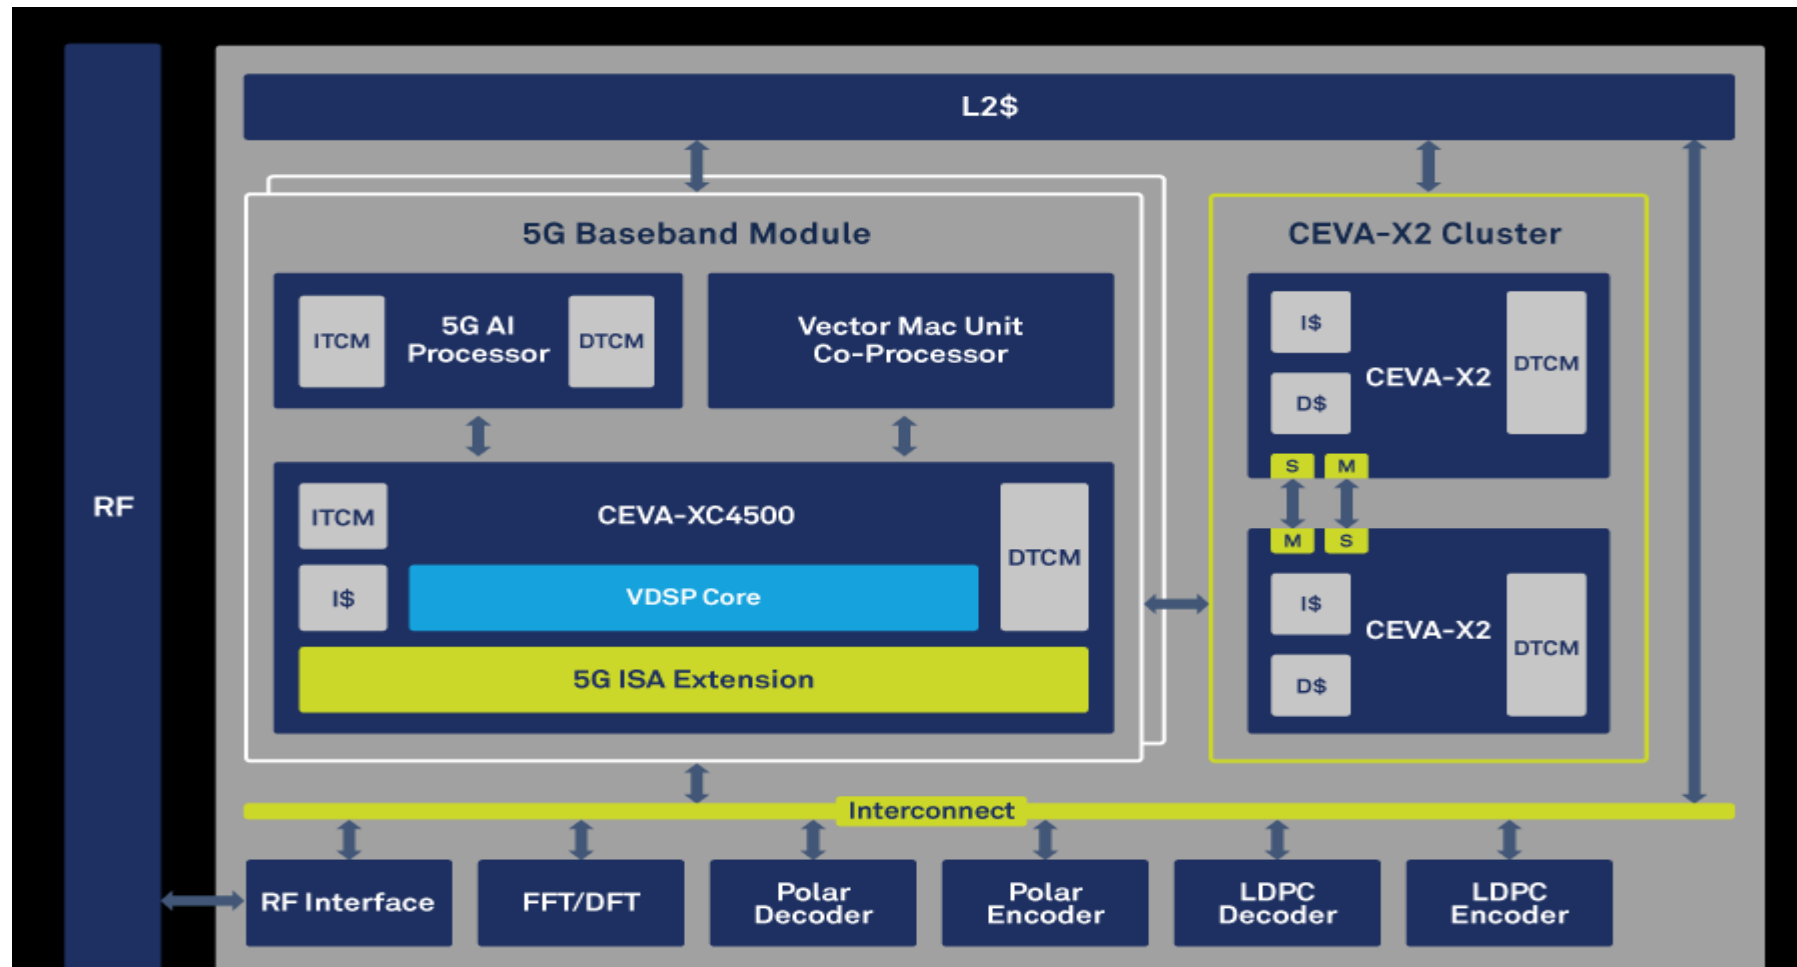 L2$
5G Baseband Module
CEVA-X2 Cluster
ITCM
5G AI
Processor
DTCM
Vector Mac Unit
Co-Processor
I$
D$
CEVA-X2
DTCM
S
M
RF
ITCM
CEVA-XC4500
DTCM
I$
VDSP Core
5G ISA Extension
M
S
I$
D$
CEVA-X2
DTCM
Interconnect
RF Interface
FFT/DFT
Polar
Decoder
Polar
Encoder
LDPC
Decoder
LDPC
Encoder